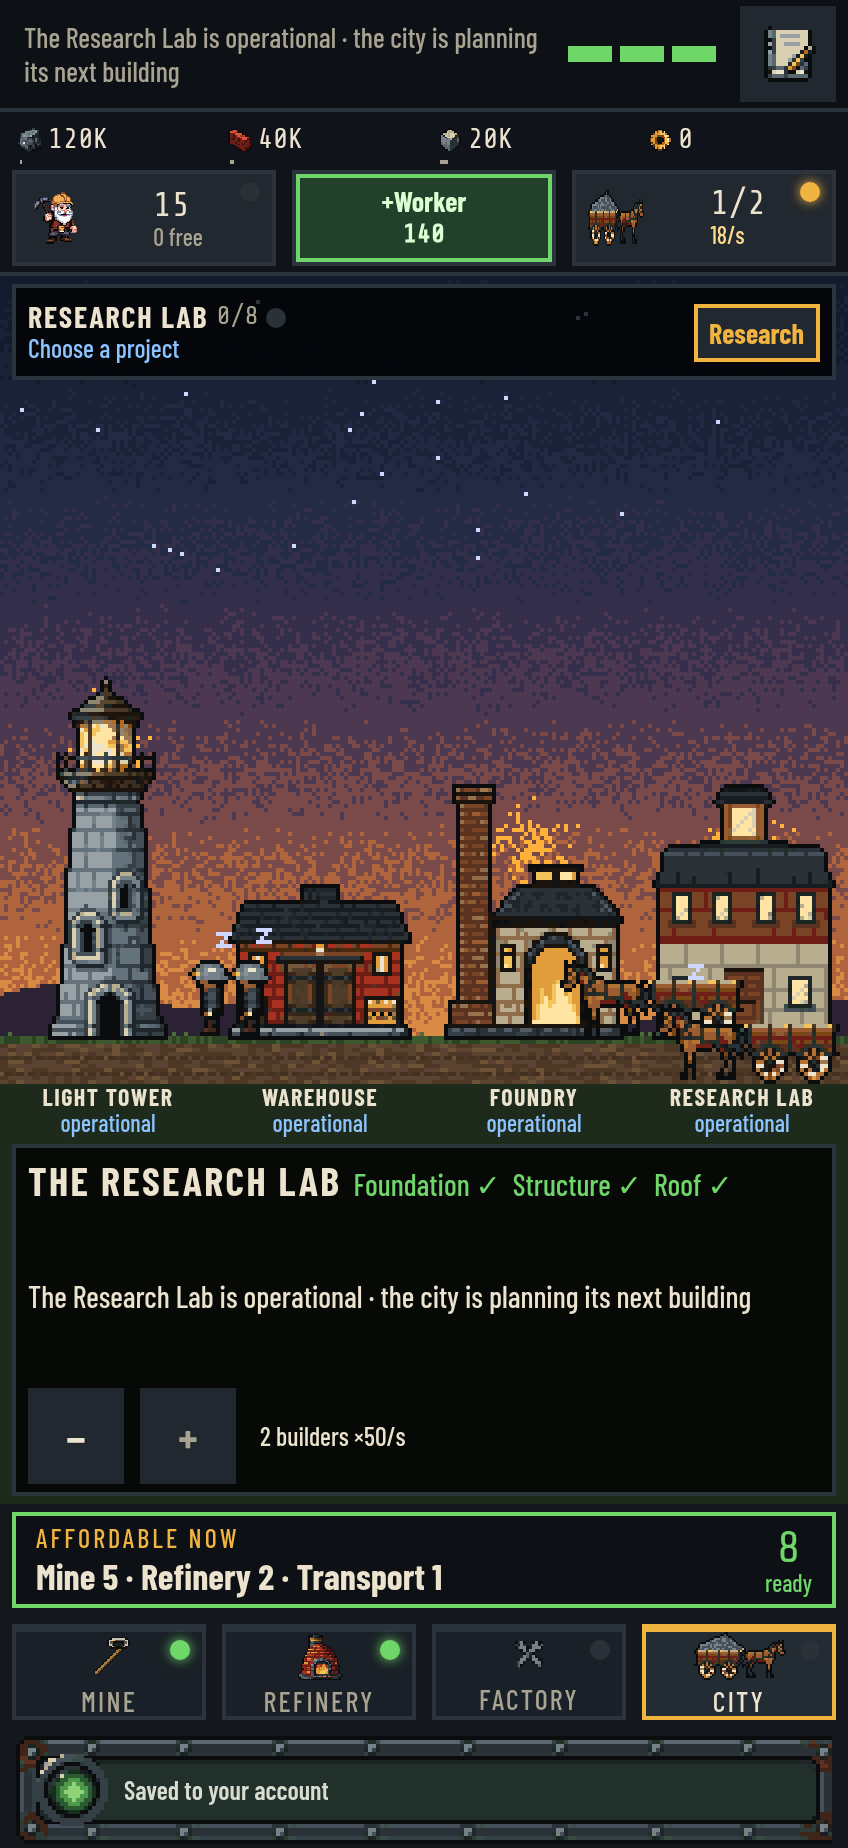 The Research Lab is operational · the city is planning
its next building
120K
40K
20K
0
15
0 free
+Worker
140
1/2
18/s
RESEARCH LAB 0/8
Choose a project
Research
z z
z
LIGHT TOWER
operational
WAREHOUSE
operational
FOUNDRY
operational
RESEARCH LAB
operational
THE RESEARCH LAB Foundation ✓ Structure ✓ Roof ✓
The Research Lab is operational · the city is planning its next building
− +
2 builders ×50/s
AFFORDABLE NOW
Mine 5 · Refinery 2 · Transport 1
8
ready
MINE
REFINERY
FACTORY
CITY
Saved to your account